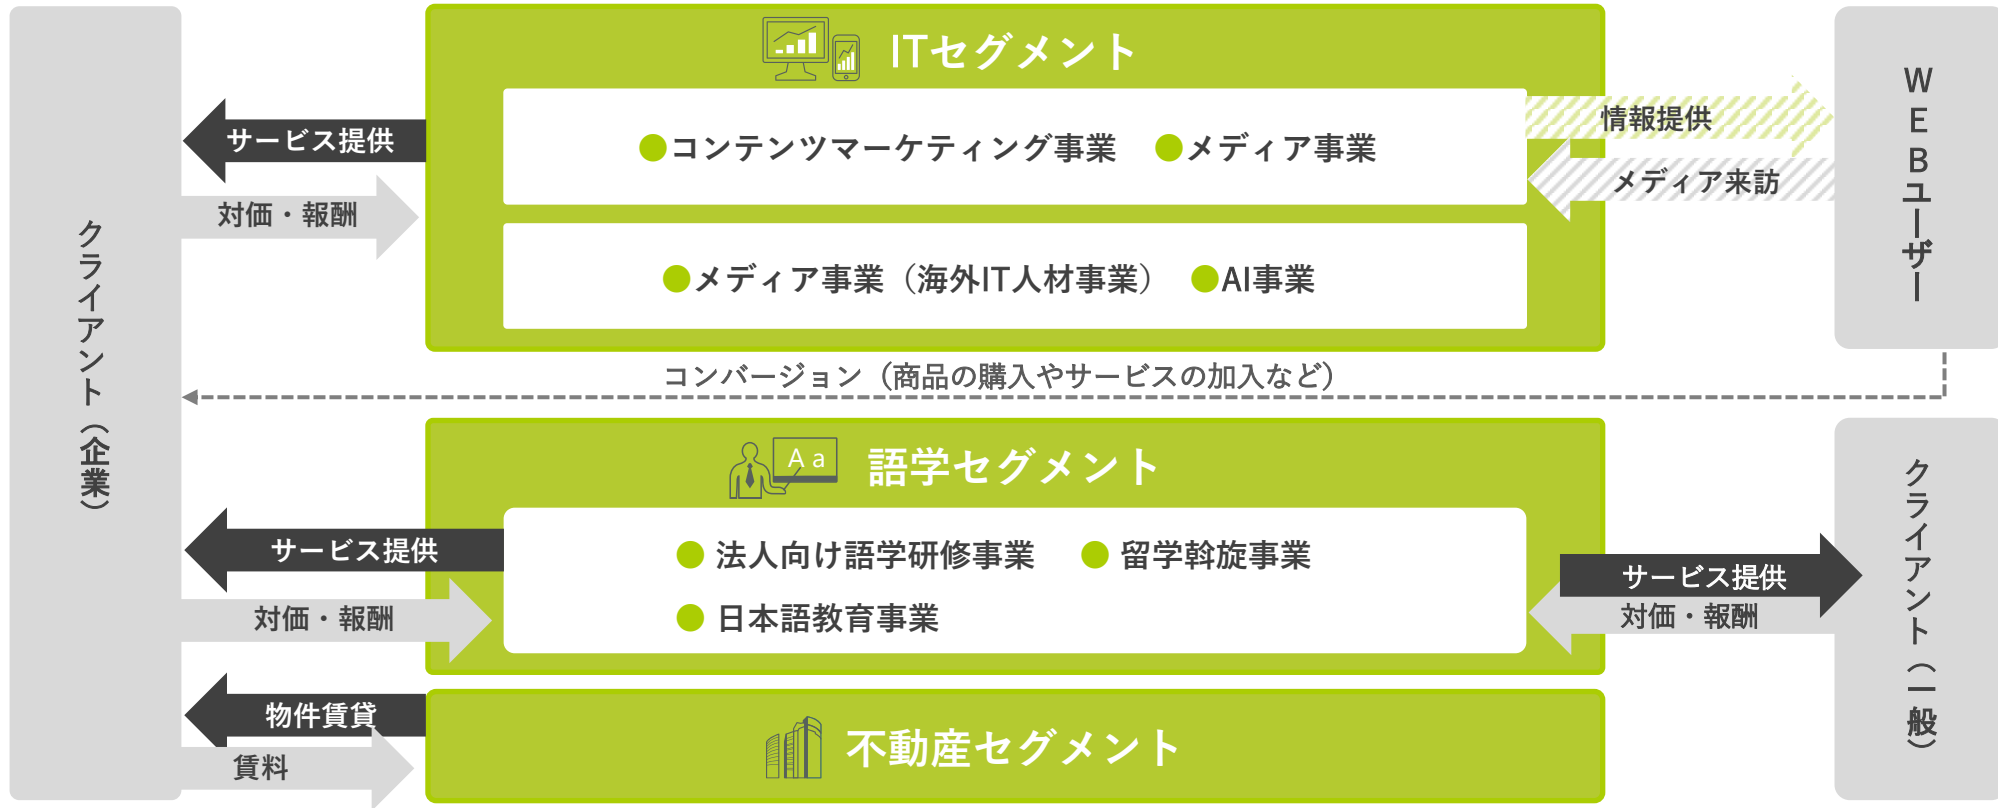 クライアント（企業）
ITセグメント
サービス提供
対価・報酬
コンテンツマーケティング事業
メディア事業
メディア事業（海外IT人材事業）
AI事業
情報提供
メディア来訪
WEBユーザー
コンバージョン（商品の購入やサービスの加入など）
Aa
語学セグメント
サービス提供
対価・報酬
法人向け語学研修事業
留学斡旋事業
日本語教育事業
サービス提供
対価・報酬
クライアント（一般）
物件賃貸
賃料
不動産セグメント